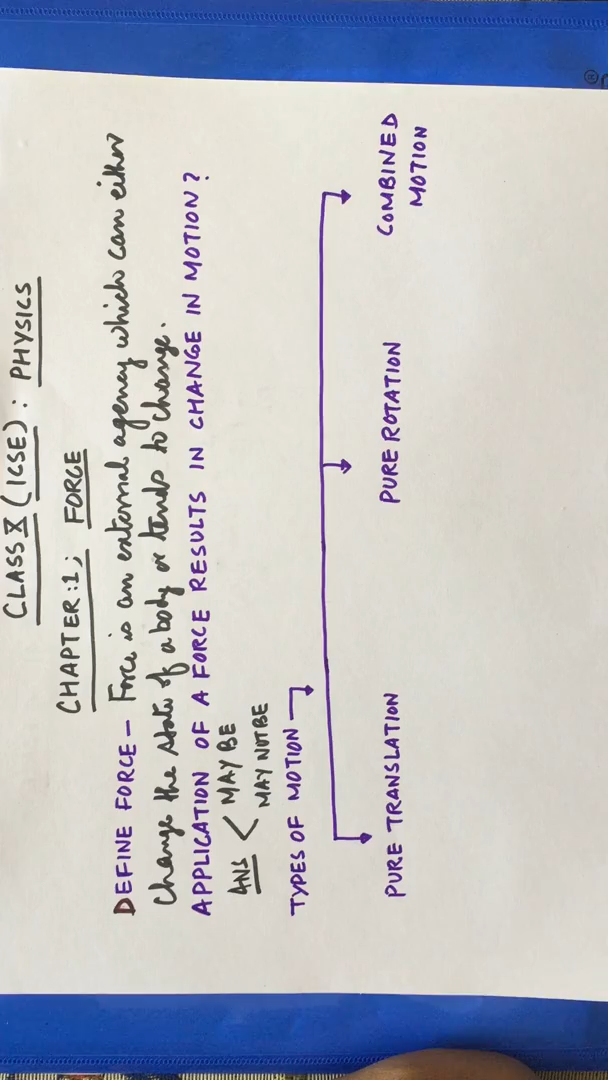 CLASS X (ICSE) : PHYSICS
CHAPTER : 1 ; FORCE
DEFINE FORCE - Force is an external agency which can either
change the state of a body or tends to change.
APPLICATION OF A FORCE RESULTS IN CHANGE IN MOTION?
ANS < MAY BE
MAY NOT BE
TYPES OF MOTION
PURE TRANSLATION
PURE ROTATION
COMBINED
MOTION